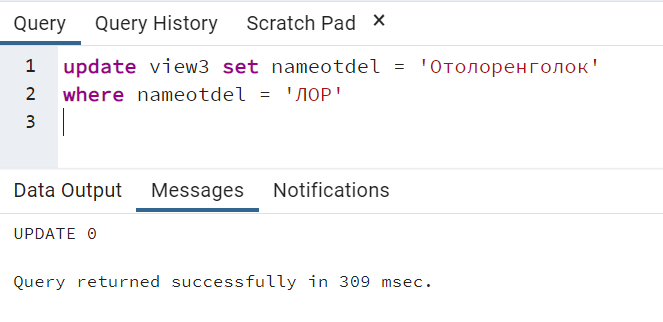 Query Query History Scratch Pad ×
1 update view3 set nameotdel = 'Отолоренголок'
2 where nameotdel = 'ЛОР'
3
Data Output Messages Notifications
UPDATE 0
Query returned successfully in 309 msec.